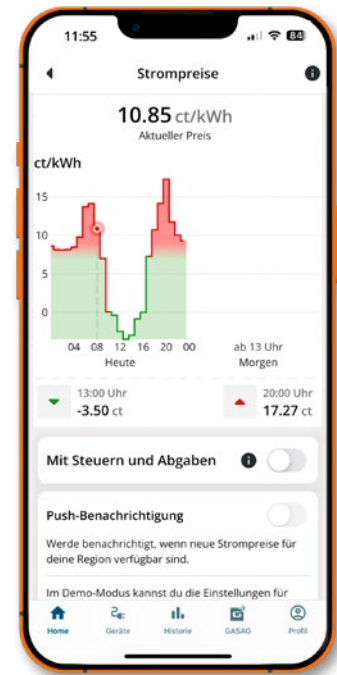 11:55
84
Strompreise
10.85 ct/kWh
Aktueller Preis
ct/kWh
15
10
5
0
04 08 12 16 20 00 ab 13 Uhr
Heute Morgen
13:00 Uhr
-3.50 ct
20:00 Uhr
17.27 ct
Mit Steuern und Abgaben
Push-Benachrichtigung
Werde benachrichtigt, wenn neue Strompreise für
deine Region verfügbar sind.
Im Demo-Modus kannst du die Einstellungen für
Home Geräte Historie GASAG Profil